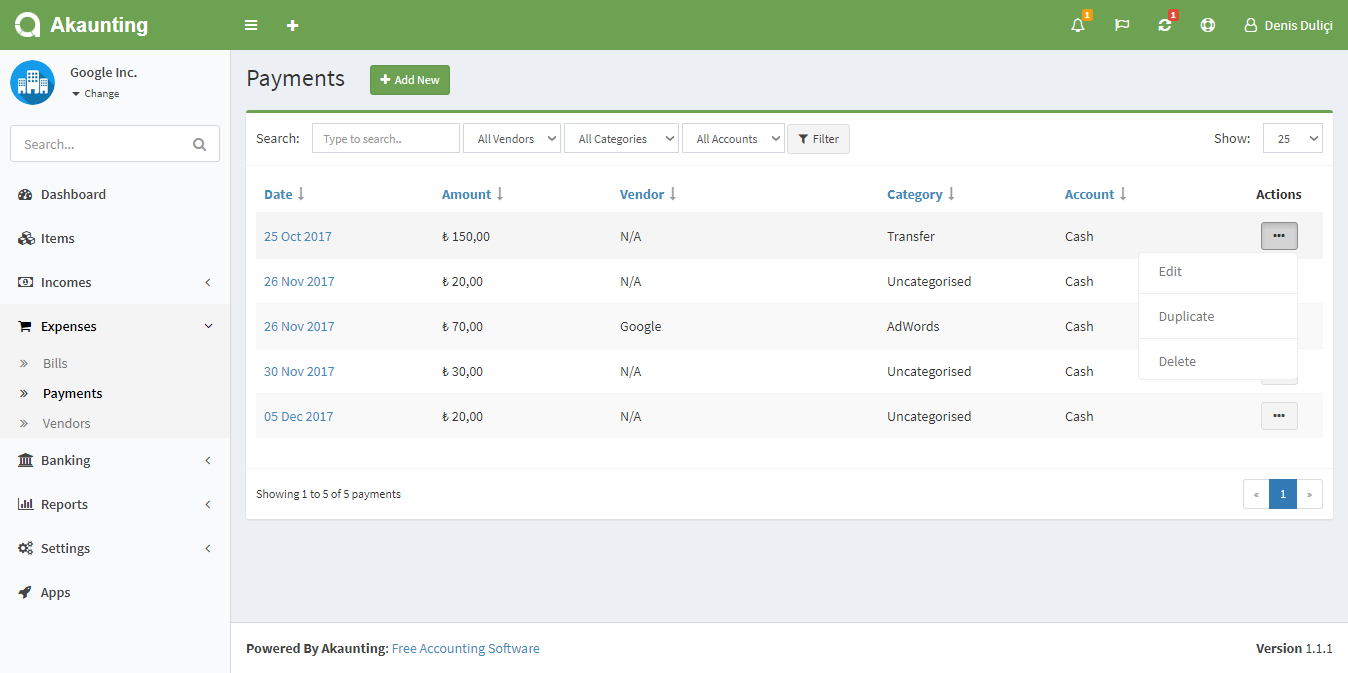 Akaunting
1
1
Denis Duliçi
Google Inc.
Change
Search...
Dashboard
Items
Incomes
Expenses
Bills
Payments
Vendors
Banking
Reports
Settings
Apps
Payments
Add New
Search:
Type to search..
All Vendors
All Categories
All Accounts
Filter
Show:
25
Date Amount Vendor Category Account Actions
25 Oct 2017 ₺ 150,00 N/A Transfer Cash
26 Nov 2017 ₺ 20,00 N/A Uncategorised Cash
26 Nov 2017 ₺ 70,00 Google AdWords Cash
30 Nov 2017 ₺ 30,00 N/A Uncategorised Cash
05 Dec 2017 ₺ 20,00 N/A Uncategorised Cash
Edit
Duplicate
Delete
Showing 1 to 5 of 5 payments
« 1 »
Powered By Akaunting: Free Accounting Software
Version 1.1.1